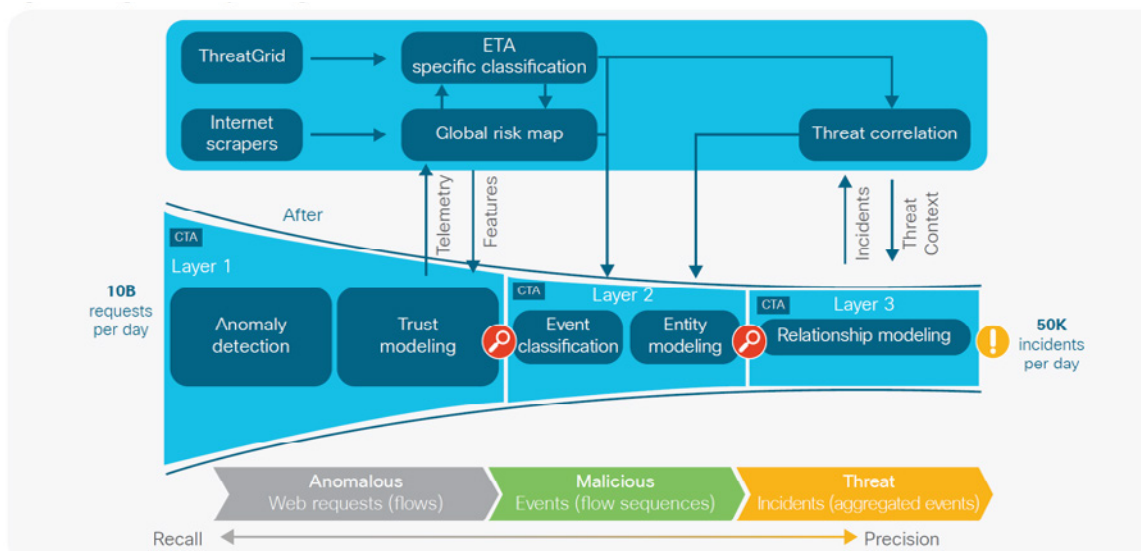 ThreatGrid
ETA
specific classification
Internet
scrapers
Global risk map
Threat correlation
After
Telemetry
Features
Incidents
Threat
Context
CTA
Layer 1
10B
requests
per day
Anomaly
detection
Trust
modeling
CTA
Layer 2
Event
classification
Entity
modeling
CTA
Layer 3
Relationship modeling
50K
incidents
per day
Anomalous
Web requests (flows)
Malicious
Events (flow sequences)
Threat
Incidents (aggregated events)
Recall
Precision